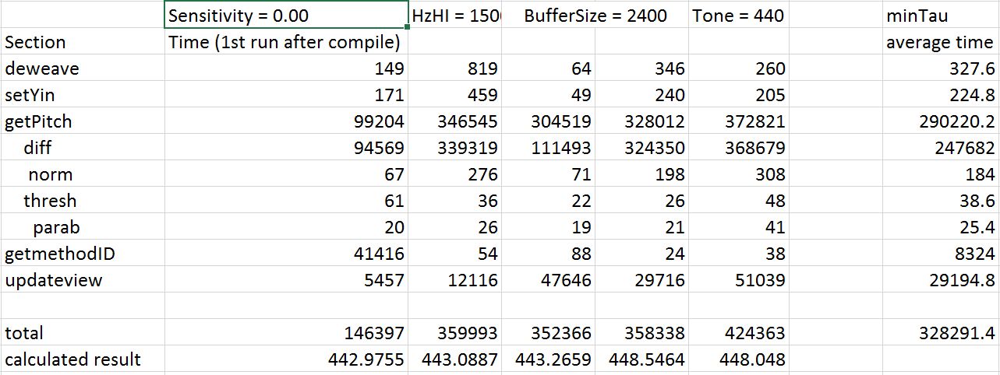 Sensitivity = 0.00 HzHI = 150 BufferSize = 2400 Tone = 440 minTau
Section Time (1st run after compile) average time
deweave 149 819 64 346 260 327.6
setYin 171 459 49 240 205 224.8
getPitch 99204 346545 304519 328012 372821 290220.2
diff 94569 339319 111493 324350 368679 247682
norm 67 276 71 198 308 184
thresh 61 36 22 26 48 38.6
parab 20 26 19 21 41 25.4
getmethodID 41416 54 88 24 38 8324
updateview 5457 12116 47646 29716 51039 29194.8
total 146397 359993 352366 358338 424363 328291.4
calculated result 442.9755 443.0887 443.2659 448.5464 448.048